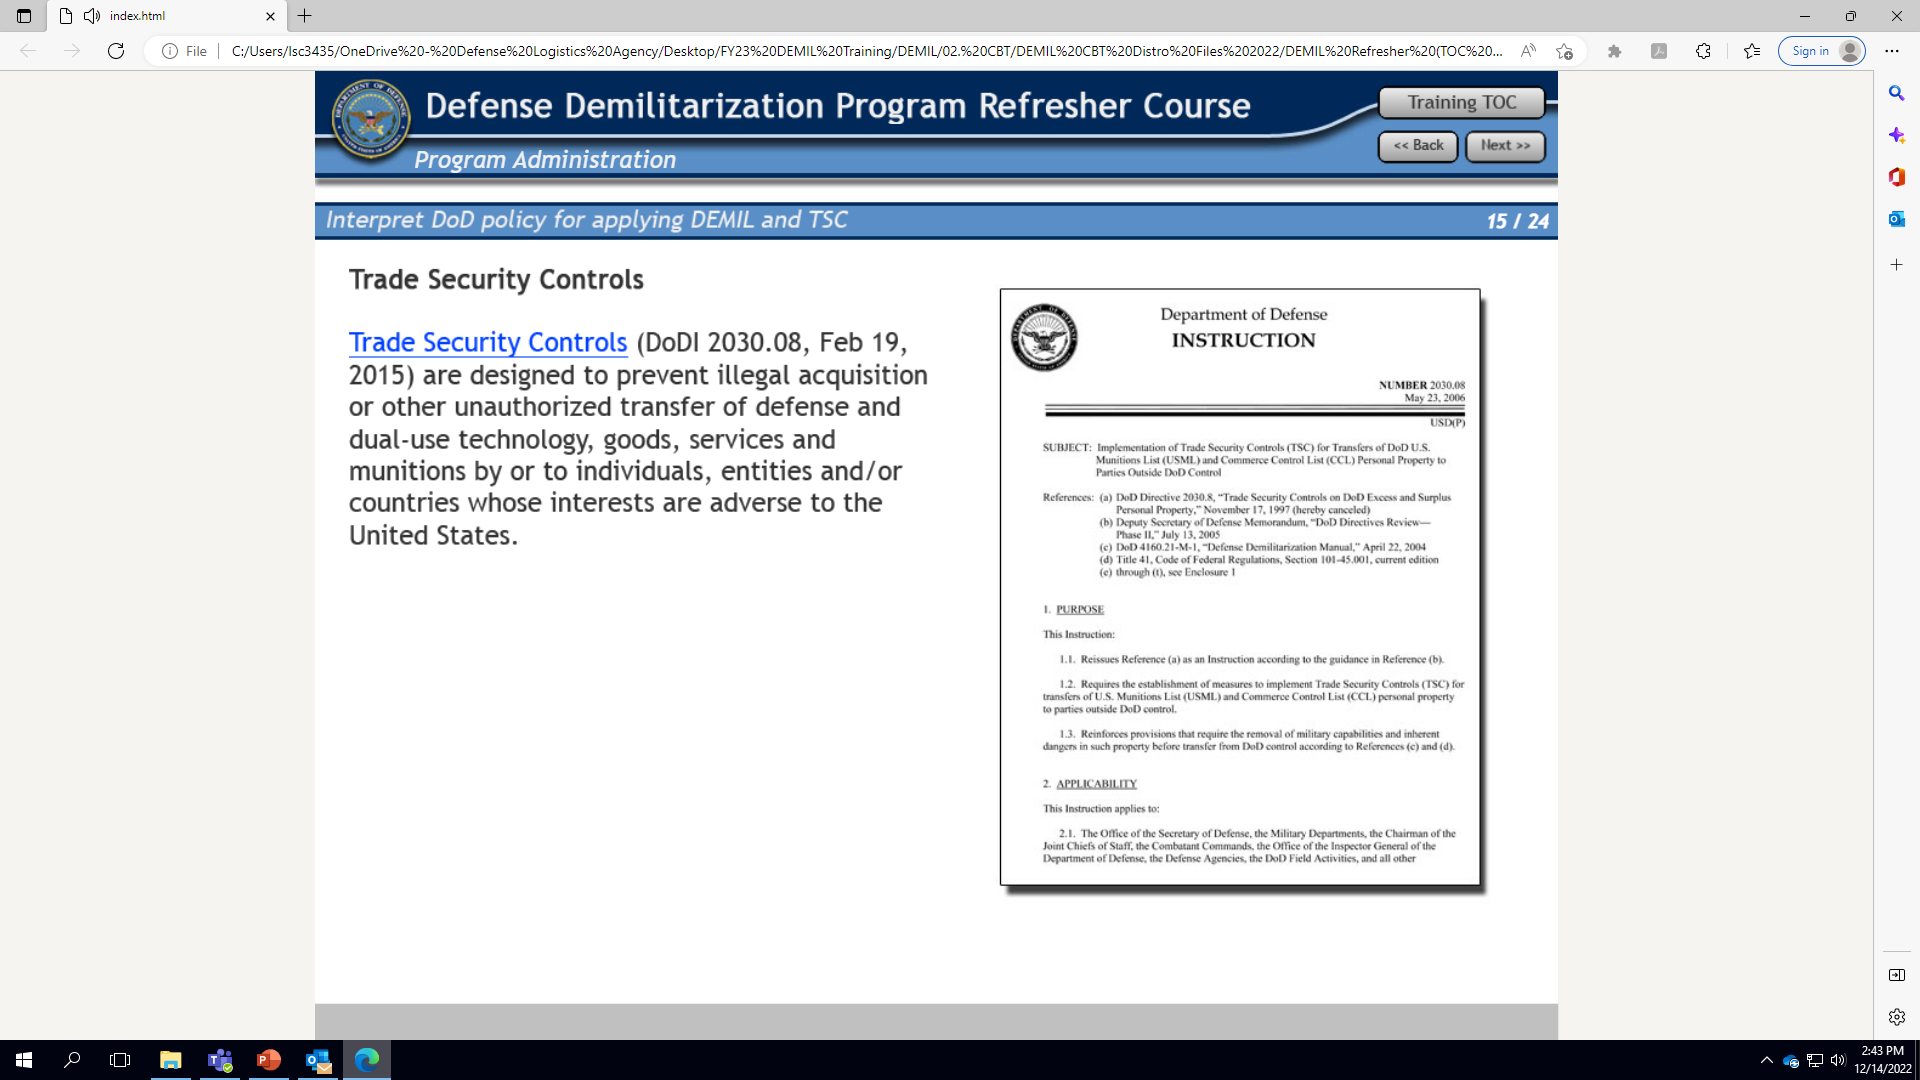 index.html
File
C:/Users/lsc3435/OneDrive%20-%20Defense%20Logistics%20Agency/Desktop/FY23%20DEMIL%20Training/DEMIL/02.%20CBT/DEMIL%20CBT%20Distro%20Files%202022/DEMIL%20Refresher%20(TOC%20...
Sign in
Defense Demilitarization Program Refresher Course
Training TOC
<< Back
Next >>
Program Administration
Interpret DoD policy for applying DEMIL and TSC
15 / 24
Trade Security Controls
Trade Security Controls (DoDI 2030.08, Feb 19,
2015) are designed to prevent illegal acquisition
or other unauthorized transfer of defense and
dual-use technology, goods, services and
munitions by or to individuals, entities and/or
countries whose interests are adverse to the
United States.
Department of Defense
INSTRUCTION
NUMBER 2030.08
May 23, 2006
USD(P)
SUBJECT: Implementation of Trade Security Controls (TSC) for Transfers of DoD U.S.
Munitions List (USML) and Commerce Control List (CCL) Personal Property to
Parties Outside DoD Control
References: (a) DoD Directive 2030.8, “Trade Security Controls on DoD Excess and Surplus
Personal Property,” November 17, 1997 (hereby canceled)
(b) Deputy Secretary of Defense Memorandum, “DoD Directives Review—
Phase II,” July 13, 2005
(c) DoD 4160.21-M-1, “Defense Demilitarization Manual,” April 22, 2004
(d) Title 41, Code of Federal Regulations, Section 101-45.001, current edition
(e) through (t), see Enclosure 1
1. PURPOSE
This Instruction:
1.1. Reissues Reference (a) as an Instruction according to the guidance in Reference (b).
1.2. Requires the establishment of measures to implement Trade Security Controls (TSC) for
transfers of U.S. Munitions List (USML) and Commerce Control List (CCL) personal property
to parties outside DoD control.
1.3. Reinforces provisions that require the removal of military capabilities and inherent
dangers in such property before transfer from DoD control according to References (c) and (d).
2. APPLICABILITY
This Instruction applies to:
2.1. The Office of the Secretary of Defense, the Military Departments, the Chairman of the
Joint Chiefs of Staff, the Combatant Commands, the Office of the Inspector General of the
Department of Defense, the Defense Agencies, the DoD Field Activities, and all other
2:43 PM
12/14/2022